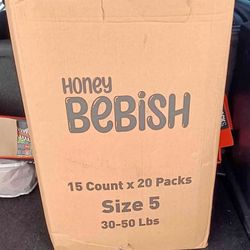 HONEY
BeBiSH
15 Count x 20 Packs
Size 5
30-50 Lbs